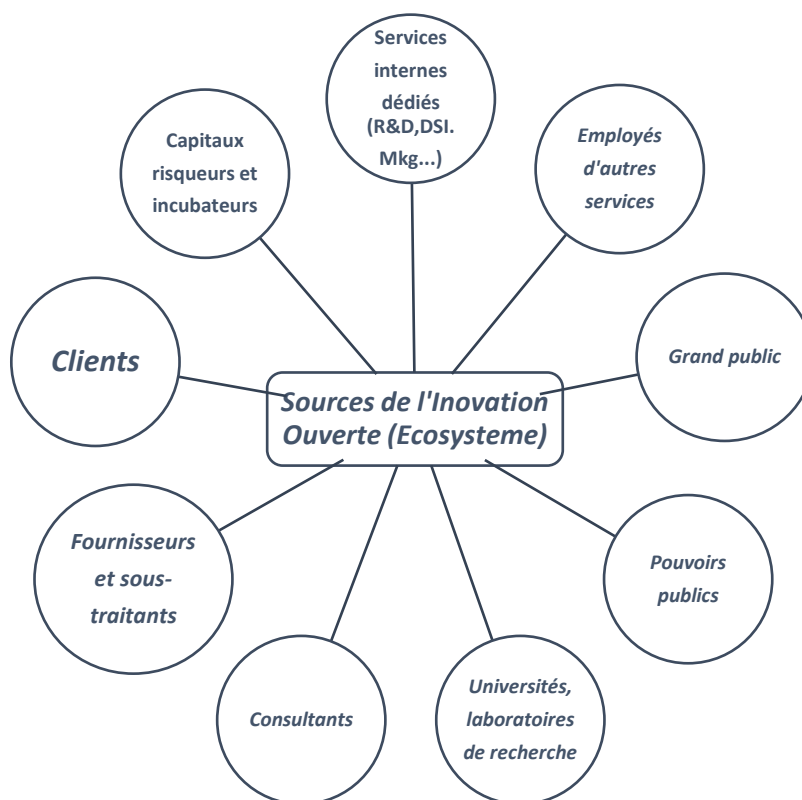 Services
internes
dédiés
(R&D,DSI.
Mkg...)
Employés
d'autres
services
Grand public
Pouvoirs
publics
Universités,
laboratoires
de recherche
Consultants
Fournisseurs
et sous-
traitants
Clients
Capitaux
risqueurs et
incubateurs
Sources de l'Inovation
Ouverte (Ecosysteme)